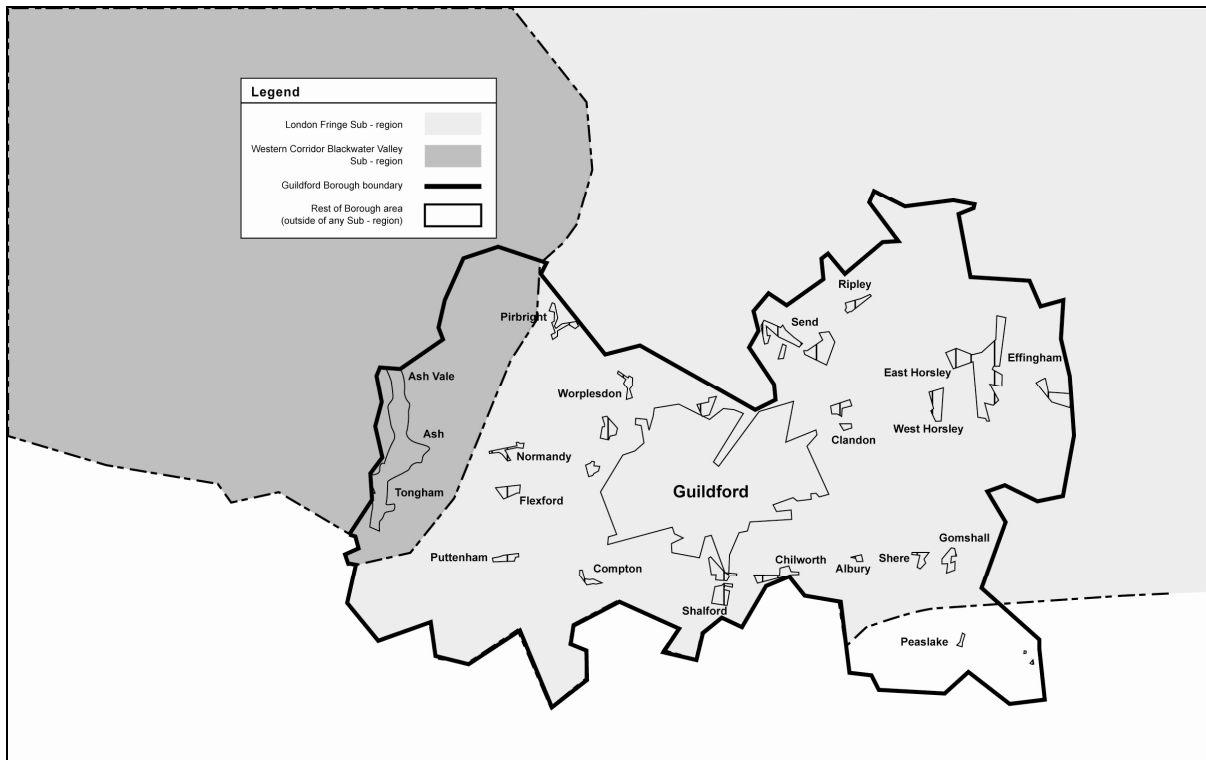 Legend
London Fringe Sub - region
Western Corridor Blackwater Valley
Sub - region
Guildford Borough boundary
Rest of Borough area
(outside of any Sub - region)
Ripley
Pirbright
Send
Effingham
East Horsley
Ash Vale
Worplesdon
West Horsley
Clandon
Ash
Normandy
Guildford
Tongham
Flexford
Gomshall
Puttenham
Chilworth
Shere
Compton
Albury
Shalford
Peaslake